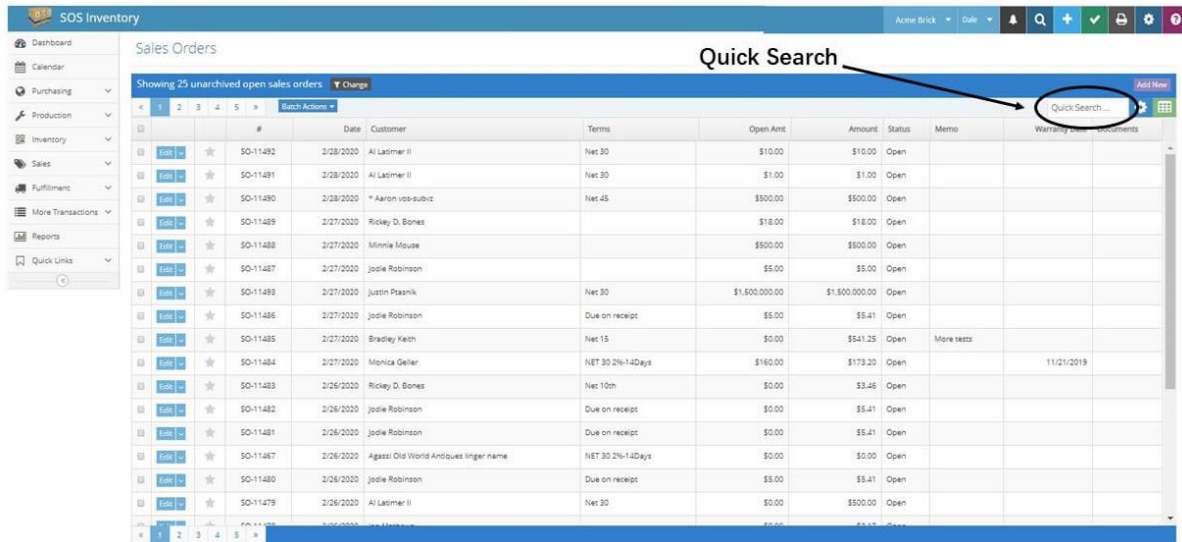 SOS Inventory
Acme Brick Dale
Dashboard
Calendar
Purchasing
Production
Inventory
Sales
Fulfillment
More Transactions
Reports
Quick Links
Sales Orders
Quick Search
Showing 25 unarchived open sales orders Change Add New
« 1 2 3 4 5 » Batch Actions Quick Search ...
# Date Customer Terms Open Amt Amount Status Memo Warranty Date Documents
Edit SO-11492 2/28/2020 Al Latimer II Net 30 $10.00 $10.00 Open
Edit SO-11491 2/28/2020 Al Latimer II Net 30 $1.00 $1.00 Open
Edit SO-11490 2/28/2020 * Aaron vos-subvz Net 45 $500.00 $500.00 Open
Edit SO-11489 2/27/2020 Rickey D. Bones $18.00 $18.00 Open
Edit SO-11488 2/27/2020 Minnie Mouse $500.00 $500.00 Open
Edit SO-11487 2/27/2020 Jodie Robinson $5.00 $5.00 Open
Edit SO-11493 2/27/2020 Justin Ptasnik Net 30 $1,500,000.00 $1,500,000.00 Open
Edit SO-11486 2/27/2020 Jodie Robinson Due on receipt $5.00 $5.41 Open
Edit SO-11485 2/27/2020 Bradley Keith Net 15 $0.00 $541.25 Open More tests
Edit SO-11484 2/27/2020 Monica Geller NET 30 2%-14Days $160.00 $173.20 Open 11/21/2019
Edit SO-11483 2/26/2020 Rickey D. Bones Net 10th $0.00 $3.46 Open
Edit SO-11482 2/26/2020 Jodie Robinson Due on receipt $0.00 $5.41 Open
Edit SO-11481 2/26/2020 Jodie Robinson Due on receipt $0.00 $5.41 Open
Edit SO-11467 2/26/2020 Agassi Old World Antiques linger name NET 30 2%-14Days $0.00 $0.00 Open
Edit SO-11480 2/26/2020 Jodie Robinson Due on receipt $5.00 $5.41 Open
Edit SO-11479 2/26/2020 Al Latimer II Net 30 $0.00 $500.00 Open
« 1 2 3 4 5 »